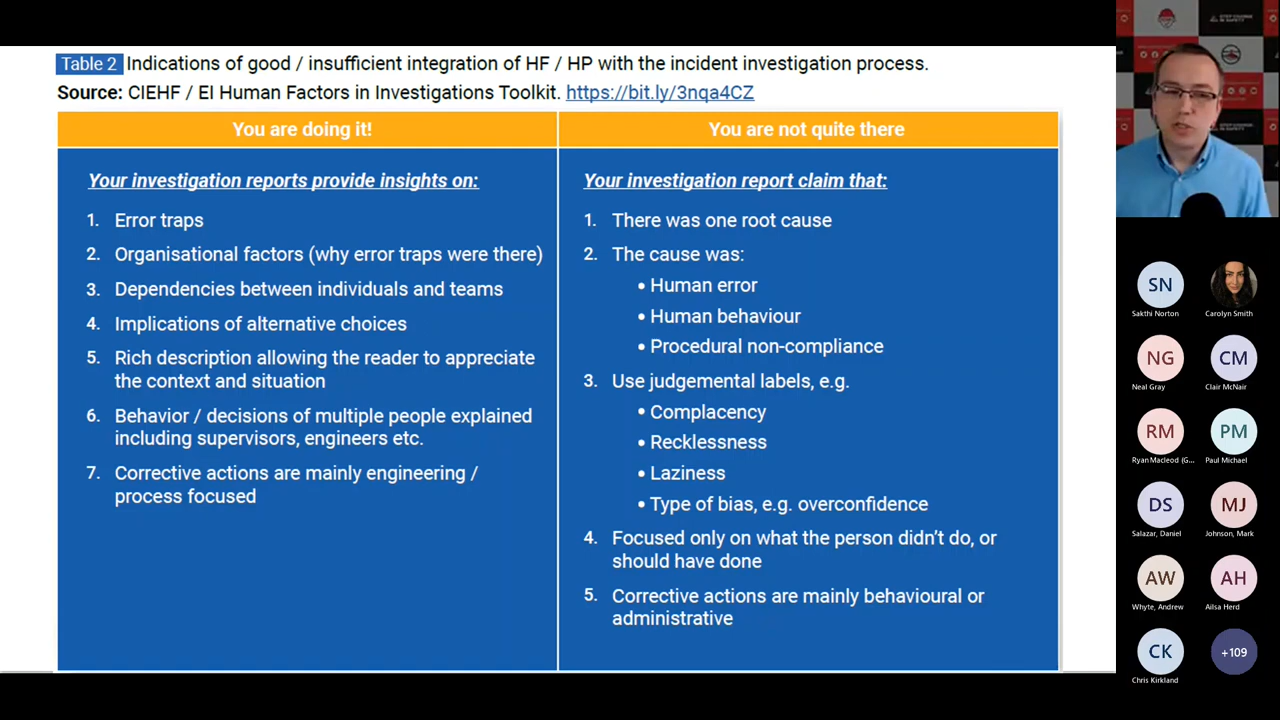 Table 2 Indications of good / insufficient integration of HF / HP with the incident investigation process.
Source: CIEHF / EI Human Factors in Investigations Toolkit. https://bit.ly/3nqa4CZ
You are doing it!
Your investigation reports provide insights on:
1. Error traps
2. Organisational factors (why error traps were there)
3. Dependencies between individuals and teams
4. Implications of alternative choices
5. Rich description allowing the reader to appreciate
the context and situation
6. Behavior / decisions of multiple people explained
including supervisors, engineers etc.
7. Corrective actions are mainly engineering /
process focused
You are not quite there
Your investigation report claim that:
1. There was one root cause
2. The cause was:
• Human error
• Human behaviour
• Procedural non-compliance
3. Use judgemental labels, e.g.
• Complacency
• Recklessness
• Laziness
• Type of bias, e.g. overconfidence
4. Focused only on what the person didn't do, or
should have done
5. Corrective actions are mainly behavioural or
administrative
SN
Sakthi Norton
Carolyn Smith
NG
Neal Gray
CM
Clair McNair
RM
Ryan Macleod (G...
PM
Paul Michael
DS
Salazar, Daniel
MJ
Johnson, Mark
AW
Whyte, Andrew
AH
Ailsa Herd
CK
Chris Kirkland
+109